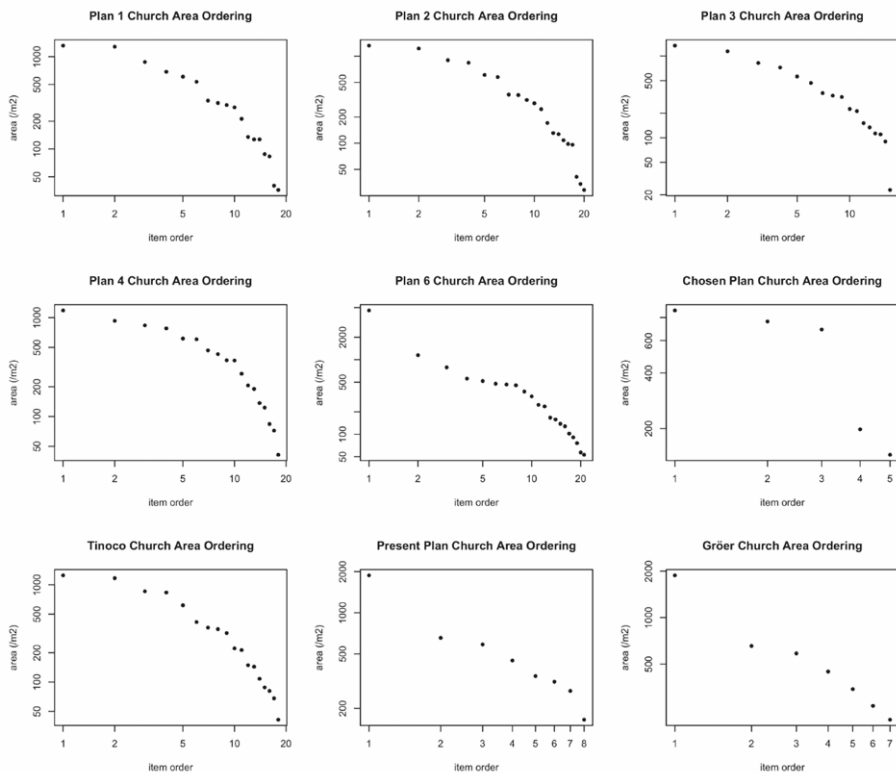 Plan 1 Church Area Ordering
area (/m2)
1000
500
200
100
50
1 2 5 10 20
item order
Plan 2 Church Area Ordering
area (/m2)
500
200
100
50
1 2 5 10 20
item order
Plan 3 Church Area Ordering
area (/m2)
500
200
100
50
20
1 2 5 10
item order
Plan 4 Church Area Ordering
area (/m2)
1000
500
200
100
50
1 2 5 10 20
item order
Plan 6 Church Area Ordering
area (/m2)
2000
500
200
100
50
1 2 5 10 20
item order
Chosen Plan Church Area Ordering
area (/m2)
600
400
200
1 2 3 4 5
item order
Tinoco Church Area Ordering
area (/m2)
1000
500
200
100
50
1 2 5 10 20
item order
Present Plan Church Area Ordering
area (/m2)
2000
1000
500
200
1 2 3 4 5 6 7 8
item order
Gröer Church Area Ordering
area (/m2)
2000
1000
500
1 2 3 4 5 6 7
item order